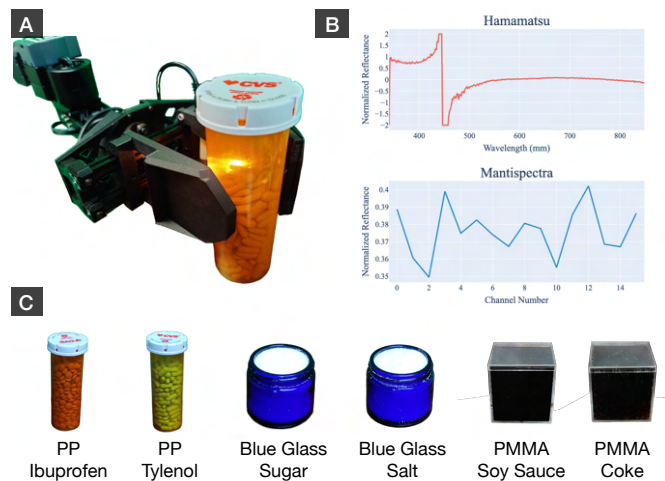 A
♥CVS®
B
Hamamatsu
Normalized Reflectance
2
1.5
1
0.5
0
−0.5
−1
−1.5
−2
400
500
600
700
800
Wavelength (mm)
Mantispectra
Normalized Reflectance
0.4
0.39
0.38
0.37
0.36
0.35
0
2
4
6
8
10
12
14
Channel Number
C
PP
Ibuprofen
PP
Tylenol
Blue Glass
Sugar
Blue Glass
Salt
PMMA
Soy Sauce
PMMA
Coke